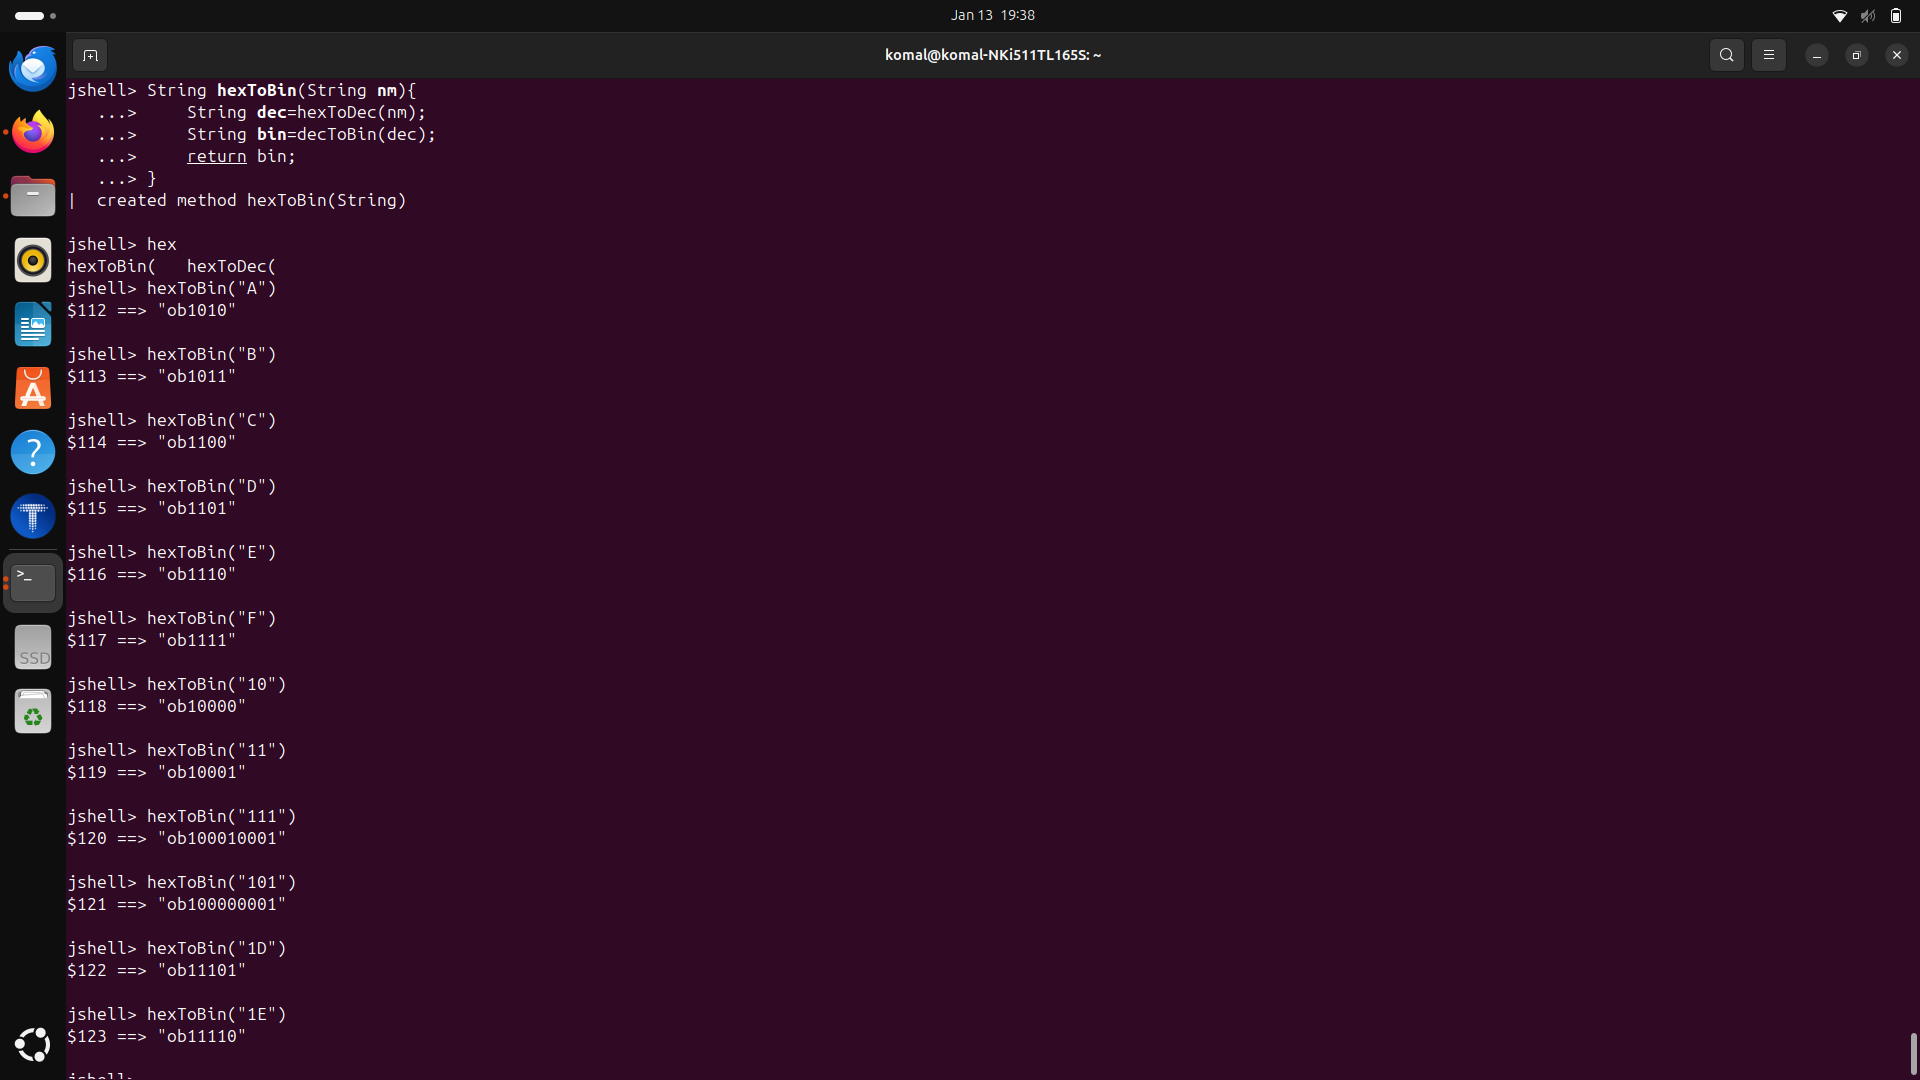 Jan 13 19:38
komal@komal-NKi511TL165S: ~
jshell> String hexToBin(String nm){
...> String dec=hexToDec(nm);
...> String bin=decToBin(dec);
...> return bin;
...> }
| created method hexToBin(String)
jshell> hex
hexToBin( hexToDec(
jshell> hexToBin("A")
$112 ==> "ob1010"
jshell> hexToBin("B")
$113 ==> "ob1011"
jshell> hexToBin("C")
$114 ==> "ob1100"
jshell> hexToBin("D")
$115 ==> "ob1101"
jshell> hexToBin("E")
$116 ==> "ob1110"
jshell> hexToBin("F")
$117 ==> "ob1111"
jshell> hexToBin("10")
$118 ==> "ob10000"
jshell> hexToBin("11")
$119 ==> "ob10001"
jshell> hexToBin("111")
$120 ==> "ob100010001"
jshell> hexToBin("101")
$121 ==> "ob100000001"
jshell> hexToBin("1D")
$122 ==> "ob11101"
jshell> hexToBin("1E")
$123 ==> "ob11110"
jshell>
SSD